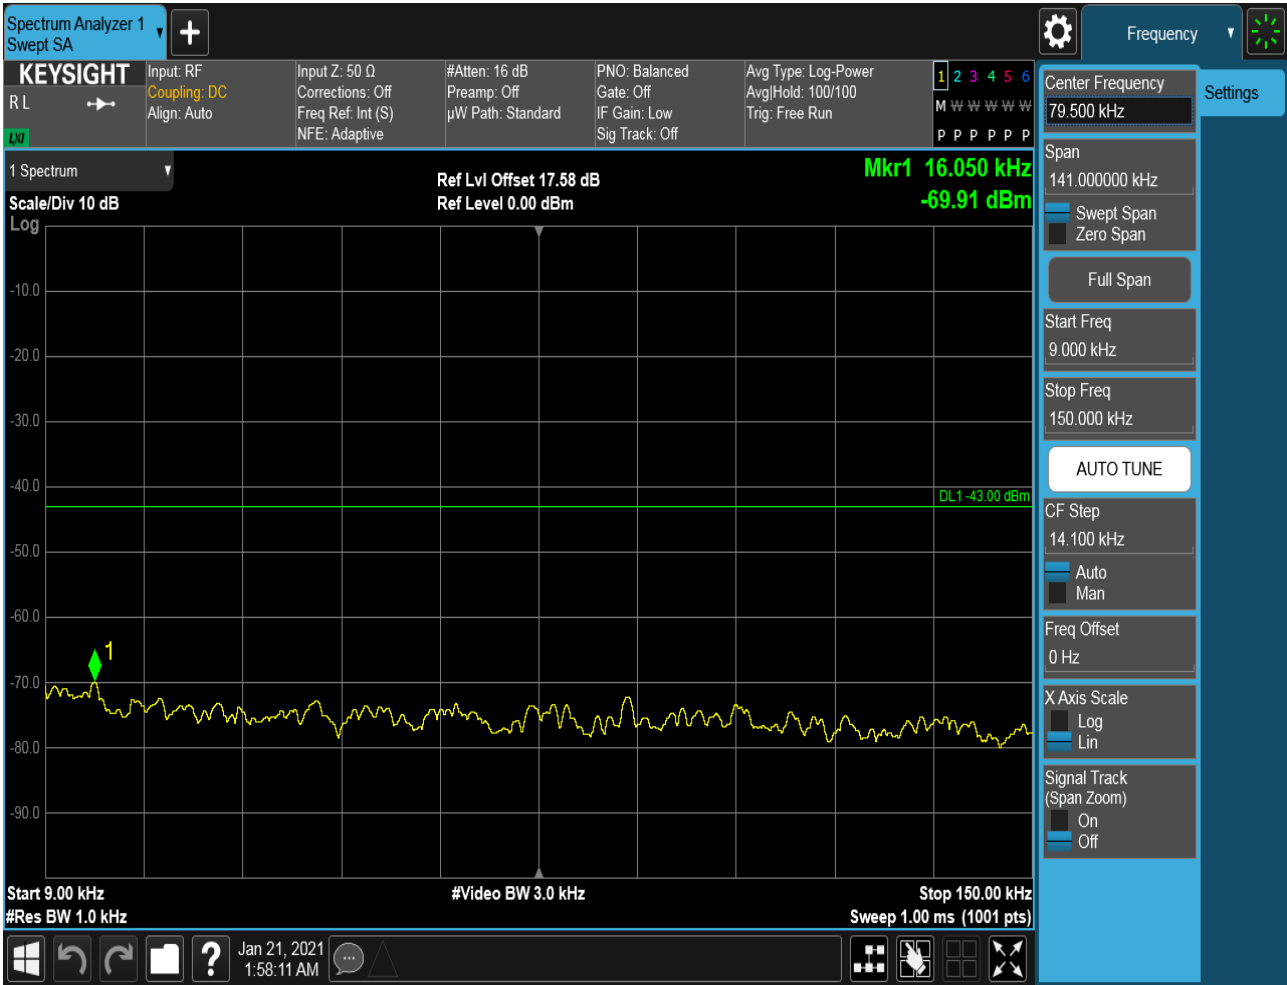 Spectrum Analyzer 1
Swept SA
Frequency
KEYSIGHT
R L
LXI
Input: RF
Coupling: DC
Align: Auto
Input Z: 50 Ω
Corrections: Off
Freq Ref: Int (S)
NFE: Adaptive
#Atten: 16 dB
Preamp: Off
µW Path: Standard
PNO: Balanced
Gate: Off
IF Gain: Low
Sig Track: Off
Avg Type: Log-Power
Avg|Hold: 100/100
Trig: Free Run
1 2 3 4 5 6
M W W W W W
P P P P P P
1 Spectrum
Scale/Div 10 dB
Log
Ref Lvl Offset 17.58 dB
Ref Level 0.00 dBm
Mkr1 16.050 kHz
-69.91 dBm
-10.0
-20.0
-30.0
-40.0
DL1 -43.00 dBm
-50.0
-60.0
1
-70.0
-80.0
-90.0
Start 9.00 kHz
#Video BW 3.0 kHz
Stop 150.00 kHz
#Res BW 1.0 kHz
Sweep 1.00 ms (1001 pts)
?
Jan 21, 2021
1:58:11 AM
Center Frequency
79.500 kHz
Settings
Span
141.000000 kHz
Swept Span
Zero Span
Full Span
Start Freq
9.000 kHz
Stop Freq
150.000 kHz
AUTO TUNE
CF Step
14.100 kHz
Auto
Man
Freq Offset
0 Hz
X Axis Scale
Log
Lin
Signal Track
(Span Zoom)
On
Off